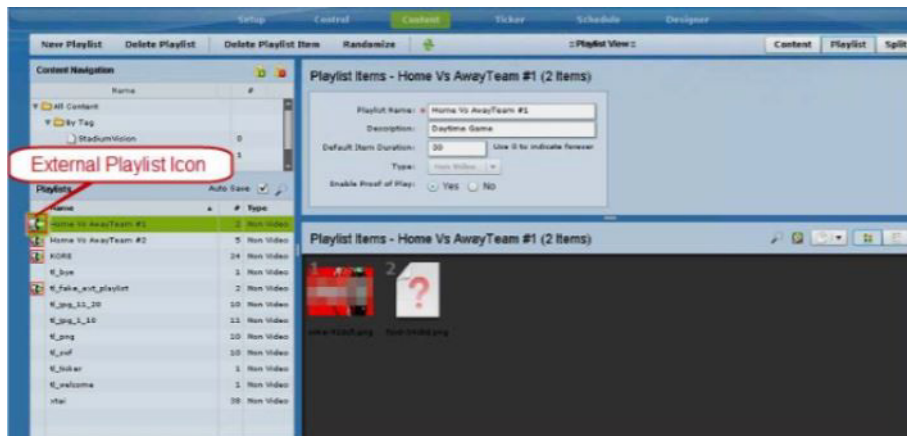 Setup Control Content Ticker Schedule Designer
New Playlist Delete Playlist Delete Playlist Item Randomize :: Playlist View :: Content Playlist Split
Content Navigation
Name #
All Content
By Tag
StadiumVision 0
1
External Playlist Icon
Playlists Auto Save
Name # Type
Home Vs AwayTeam #1 2 Non Video
Home Vs AwayTeam #2 5 Non Video
KORE 24 Non Video
tl_bye 1 Non Video
tl_fake_ext_playlist 2 Non Video
tl_jpg_11_20 10 Non Video
tl_jpg_1_10 11 Non Video
tl_png 10 Non Video
tl_swf 10 Non Video
tl_ticker 1 Non Video
tl_welcome 1 Non Video
xtai 38 Non Video
Playlist Items - Home Vs AwayTeam #1 (2 Items)
Playlist Name: * Home Vs AwayTeam #1
Description: Daytime Game
Default Item Duration: 30 Use 0 to indicate forever
Type: Non Video
Enable Proof of Play: Yes No
Playlist Items - Home Vs AwayTeam #1 (2 Items)
1 2